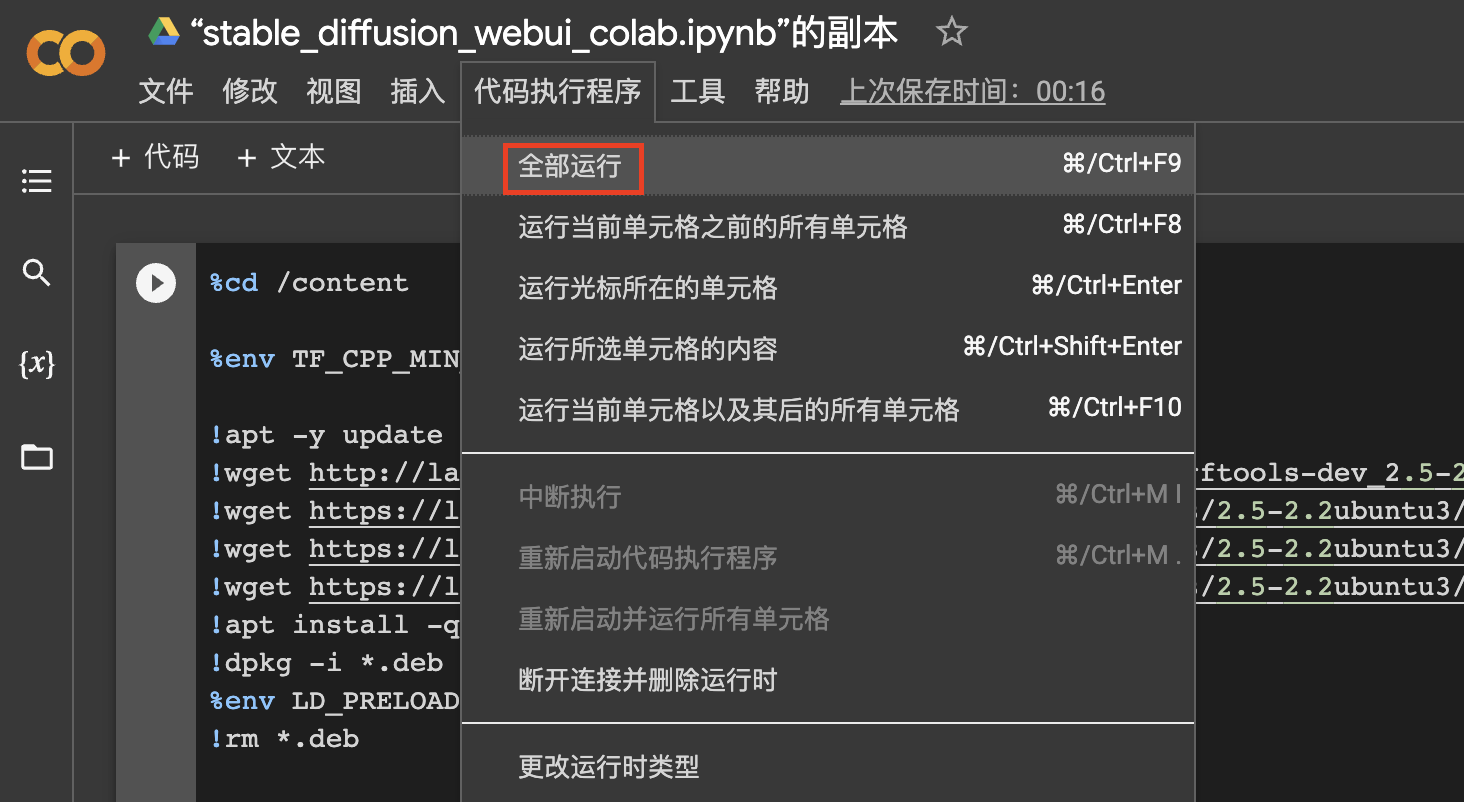 “stable_diffusion_webui_colab.ipynb”的副本
文件 修改 视图 插入 代码执行程序 工具 帮助 上次保存时间：00:16
+ 代码 + 文本
全部运行 ⌘/Ctrl+F9
运行当前单元格之前的所有单元格 ⌘/Ctrl+F8
运行光标所在的单元格 ⌘/Ctrl+Enter
运行所选单元格的内容 ⌘/Ctrl+Shift+Enter
运行当前单元格以及其后的所有单元格 ⌘/Ctrl+F10
中断执行 ⌘/Ctrl+M I
重新启动代码执行程序 ⌘/Ctrl+M .
重新启动并运行所有单元格
断开连接并删除运行时
更改运行时类型
{x}
%cd /content
%env TF_CPP_MIN_
!apt -y update
!wget http://la rftools-dev_2.5-2
!wget https://l /2.5-2.2ubuntu3/
!wget https://l /2.5-2.2ubuntu3/
!wget https://l /2.5-2.2ubuntu3/
!apt install -q
!dpkg -i *.deb
%env LD_PRELOAD
!rm *.deb